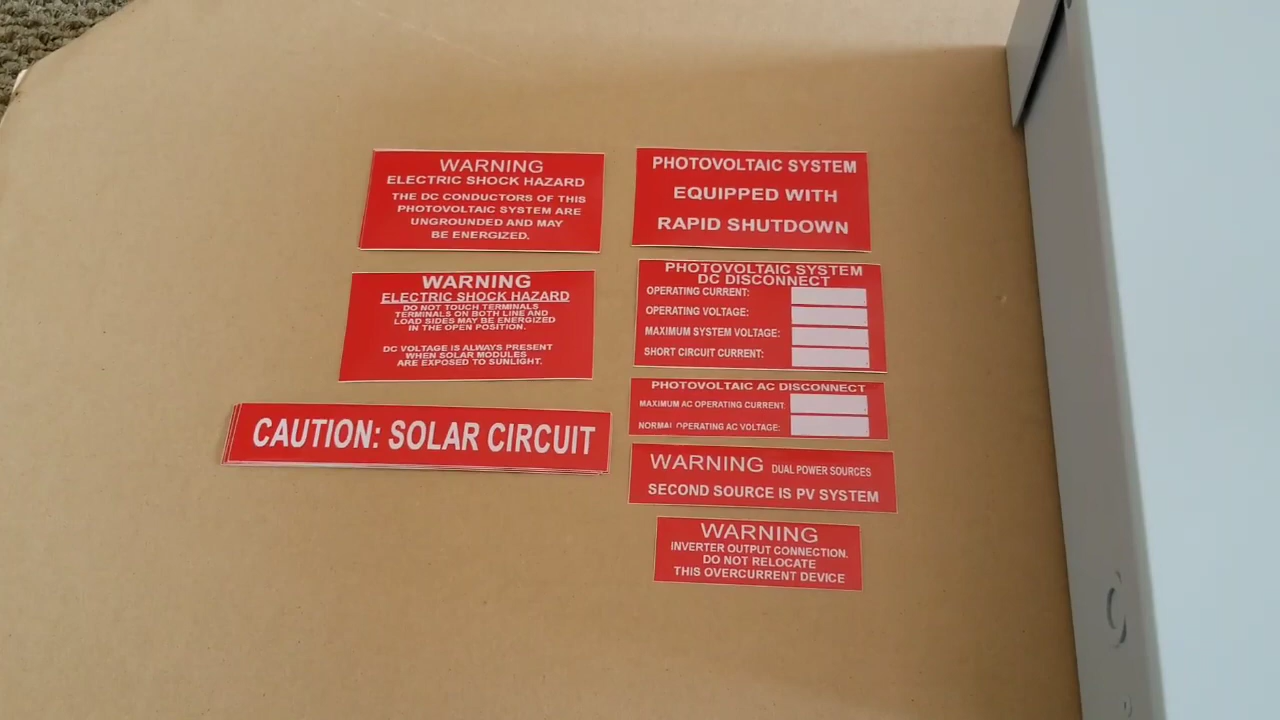 WARNING
ELECTRIC SHOCK HAZARD
THE DC CONDUCTORS OF THIS
PHOTOVOLTAIC SYSTEM ARE
UNGROUNDED AND MAY
BE ENERGIZED.
WARNING
ELECTRIC SHOCK HAZARD
DO NOT TOUCH TERMINALS
TERMINALS ON BOTH LINE AND
LOAD SIDES MAY BE ENERGIZED
IN THE OPEN POSITION.
DC VOLTAGE IS ALWAYS PRESENT
WHEN SOLAR MODULES
ARE EXPOSED TO SUNLIGHT.
CAUTION: SOLAR CIRCUIT
PHOTOVOLTAIC SYSTEM
EQUIPPED WITH
RAPID SHUTDOWN
PHOTOVOLTAIC SYSTEM
DC DISCONNECT
OPERATING CURRENT:
OPERATING VOLTAGE:
MAXIMUM SYSTEM VOLTAGE:
SHORT CIRCUIT CURRENT:
PHOTOVOLTAIC AC DISCONNECT
MAXIMUM AC OPERATING CURRENT:
NORMAL OPERATING AC VOLTAGE:
WARNING DUAL POWER SOURCES
SECOND SOURCE IS PV SYSTEM
WARNING
INVERTER OUTPUT CONNECTION.
DO NOT RELOCATE
THIS OVERCURRENT DEVICE